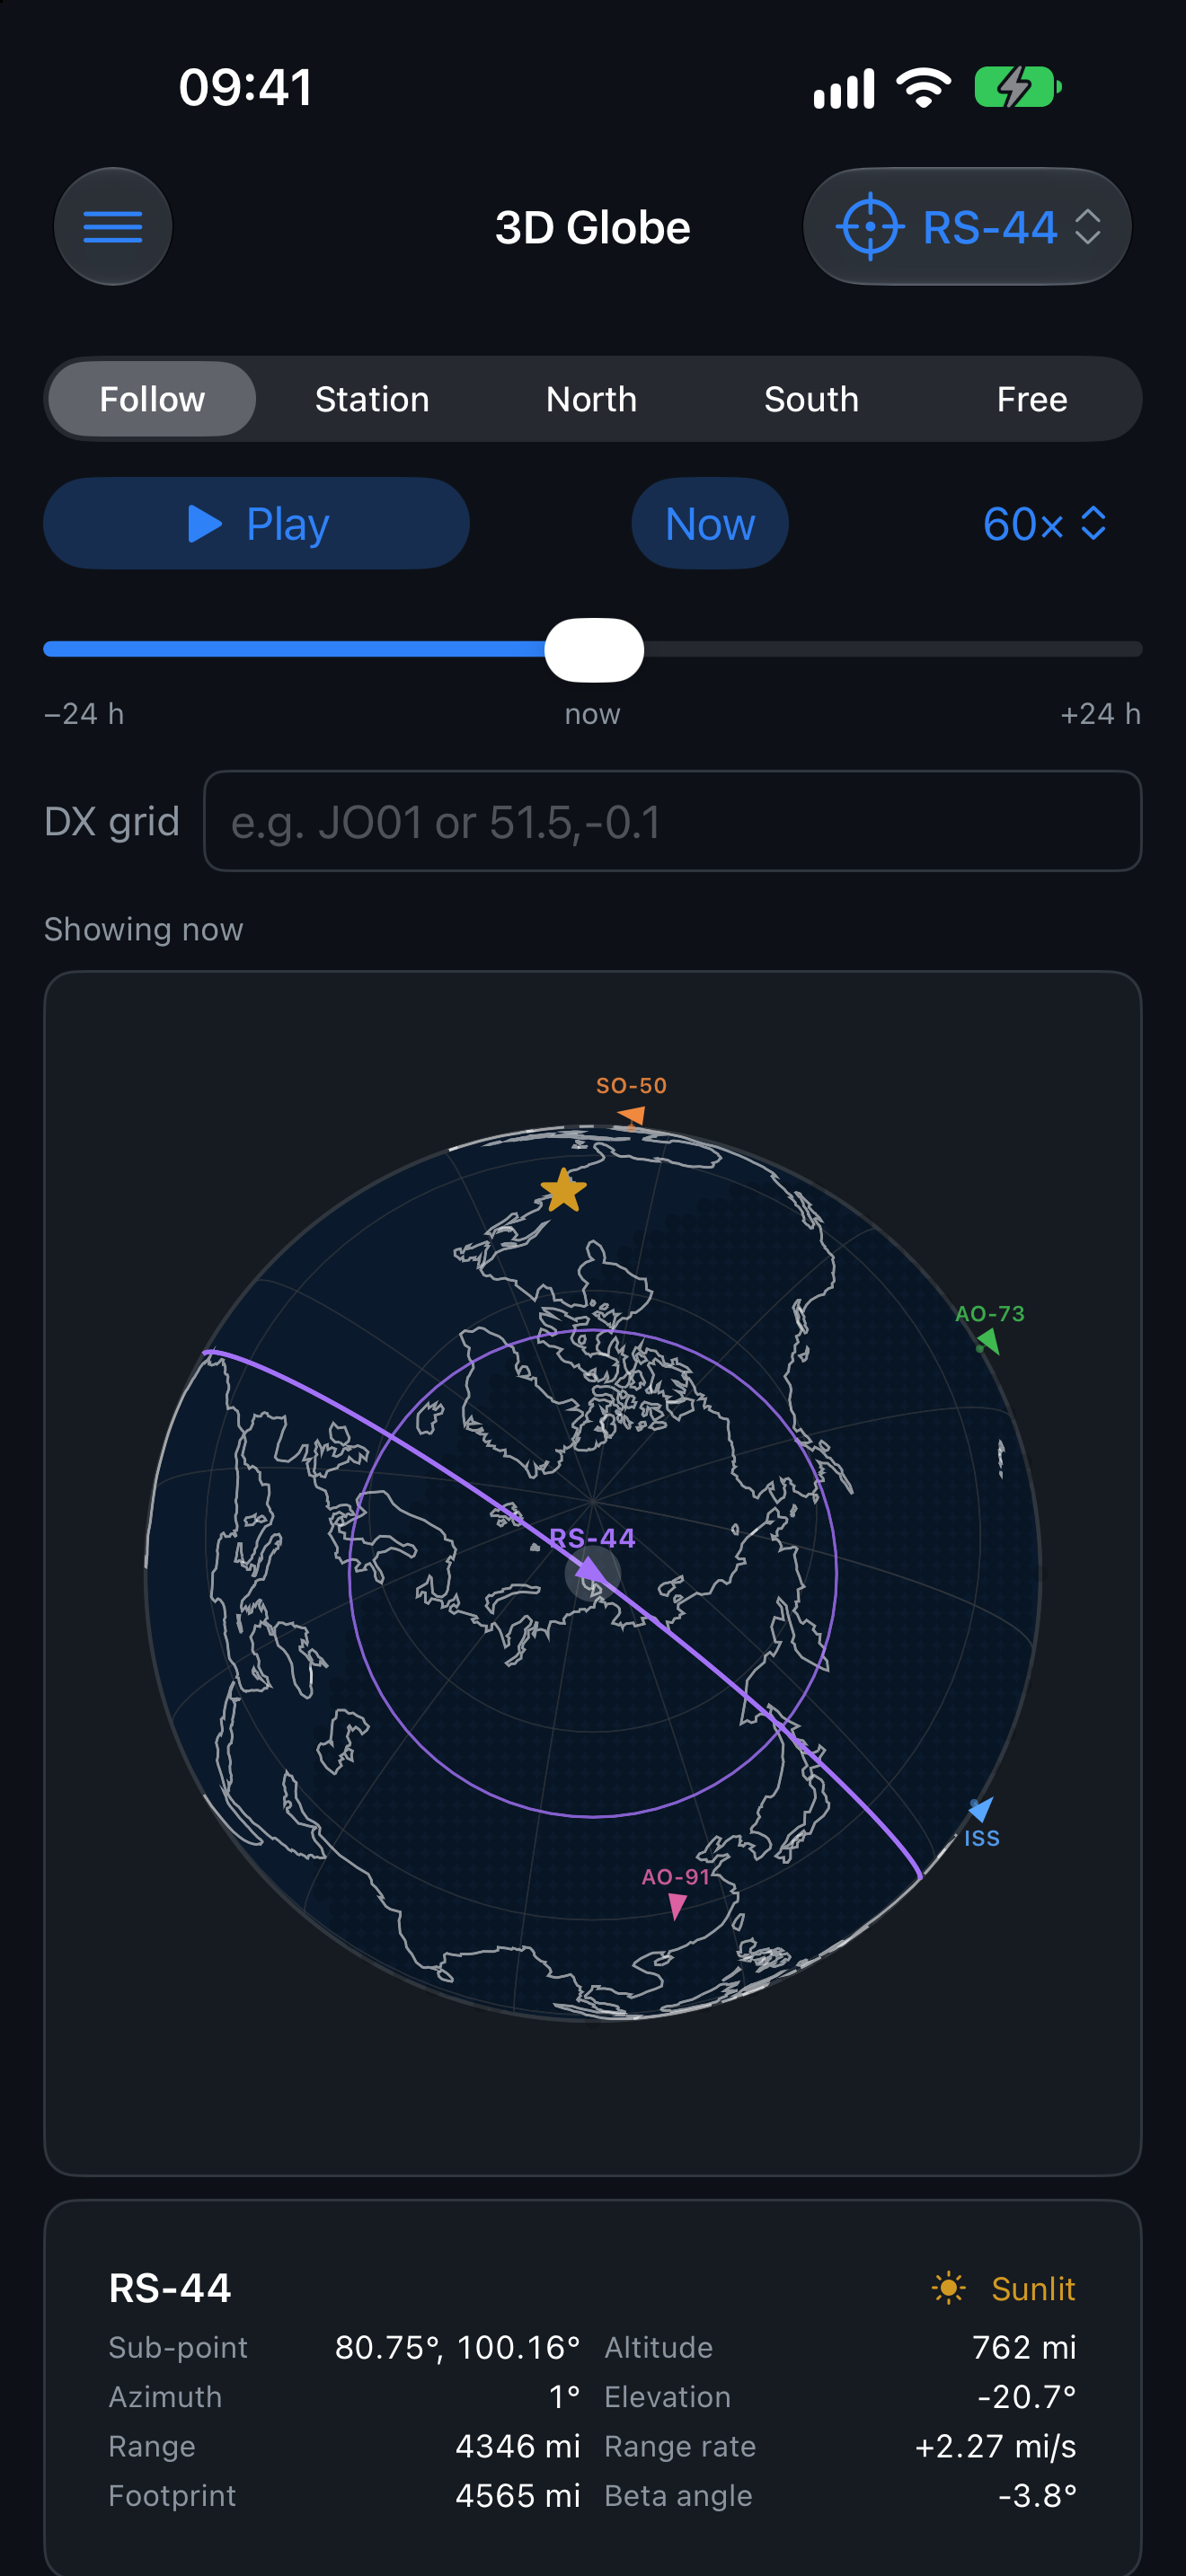 09:41
3D Globe
RS-44
Follow Station North South Free
Play Now 60×
−24 h now +24 h
DX grid e.g. JO01 or 51.5,-0.1
Showing now
SO-50
AO-73
RS-44
ISS
AO-91
RS-44 Sunlit
Sub-point 80.75°, 100.16° Altitude 762 mi
Azimuth 1° Elevation -20.7°
Range 4346 mi Range rate +2.27 mi/s
Footprint 4565 mi Beta angle -3.8°